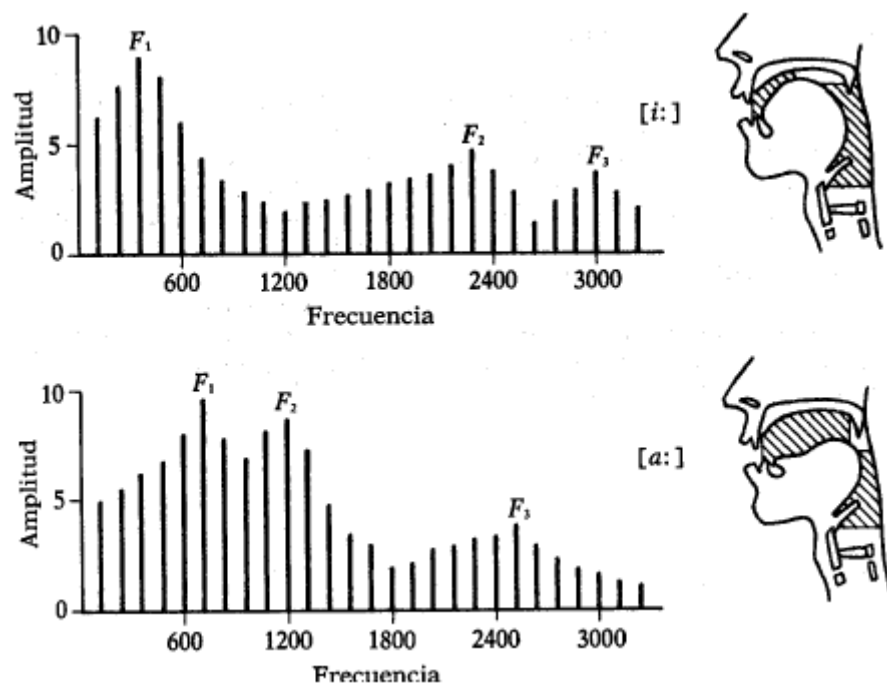 10
F₁
[i:]
Amplitud
5
F₂
F₃
0
600
1200
1800
2400
3000
Frecuencia
10
F₁
F₂
[a:]
Amplitud
5
F₃
0
600
1200
1800
2400
3000
Frecuencia